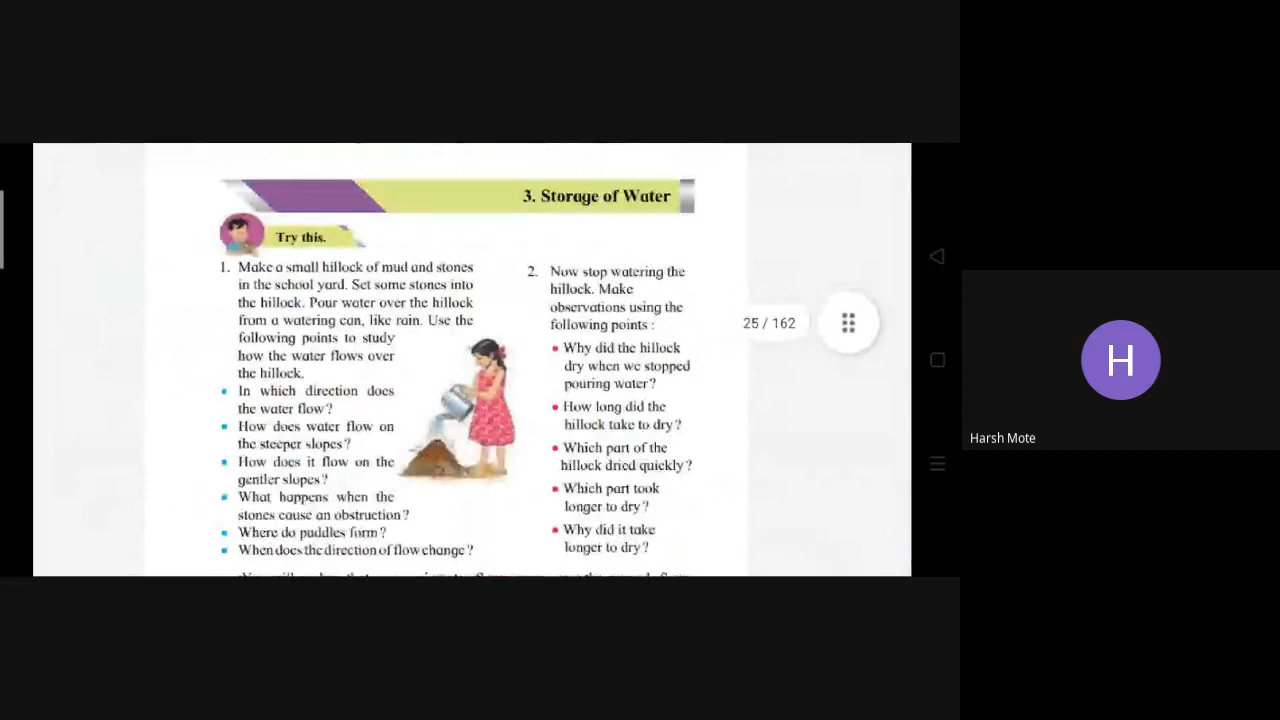 3. Storage of Water
Try this.
1. Make a small hillock of mud and stones
in the school yard. Set some stones into
the hillock. Pour water over the hillock
from a watering can, like rain. Use the
following points to study
how the water flows over
the hillock.
• In which direction does
the water flow?
• How does water flow on
the steeper slopes?
• How does it flow on the
gentler slopes?
• What happens when the
stones cause an obstruction?
• Where do puddles form?
• When does the direction of flow change?
2. Now stop watering the
hillock. Make
observations using the
following points :
• Why did the hillock
dry when we stopped
pouring water?
• How long did the
hillock take to dry?
• Which part of the
hillock dried quickly?
• Which part took
longer to dry?
• Why did it take
longer to dry?
25 / 162
H
Harsh Mote